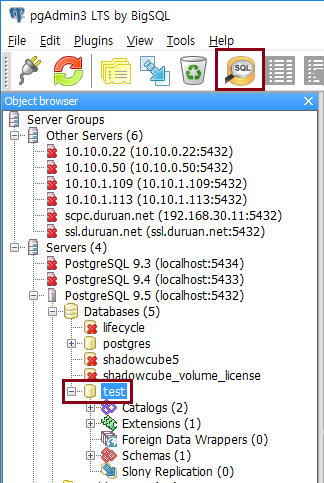 pgAdmin3 LTS by BigSQL
File Edit Plugins View Tools Help
SQL
Object browser
Server Groups
Other Servers (6)
10.10.0.22 (10.10.0.22:5432)
10.10.0.50 (10.10.0.50:5432)
10.10.1.109 (10.10.1.109:5432)
10.10.1.113 (10.10.1.113:5432)
scpc.duruan.net (192.168.30.11:5432)
ssl.duruan.net (ssl.duruan.net:5432)
Servers (4)
PostgreSQL 9.3 (localhost:5434)
PostgreSQL 9.4 (localhost:5433)
PostgreSQL 9.5 (localhost:5432)
Databases (5)
lifecycle
postgres
shadowcube5
shadowcube_volume_license
test
Catalogs (2)
Extensions (1)
Foreign Data Wrappers (0)
Schemas (1)
Slony Replication (0)